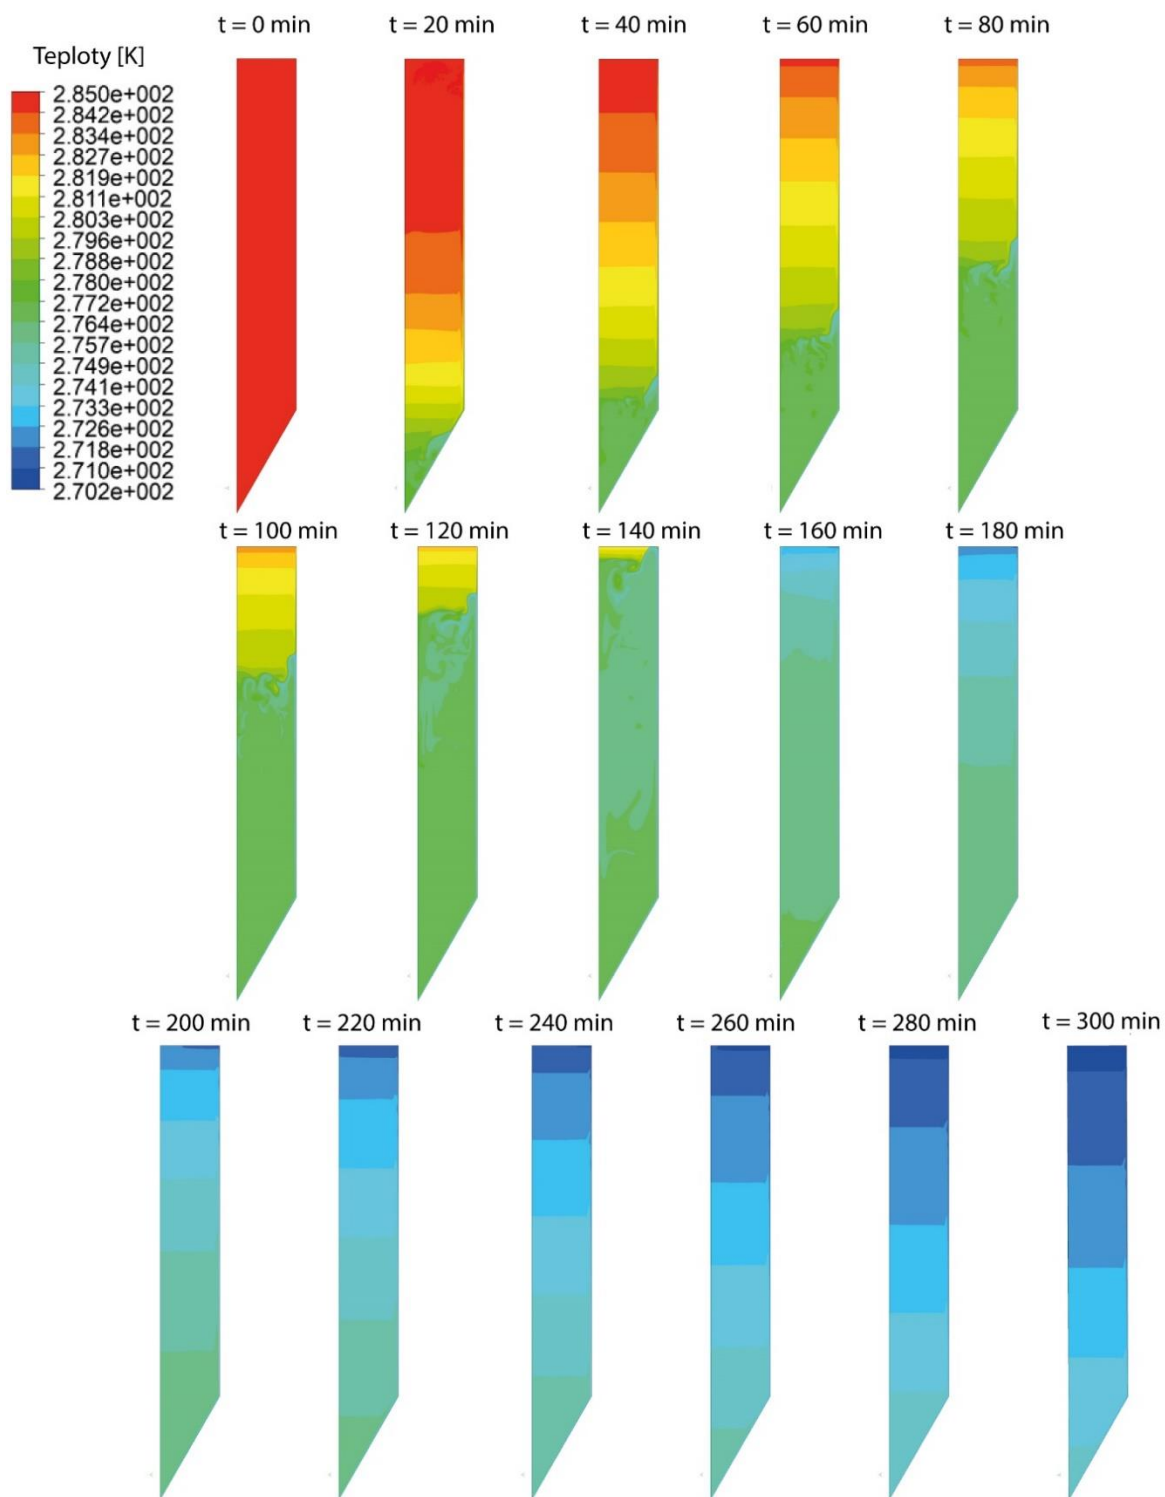 t = 0 min
t = 20 min
t = 40 min
t = 60 min
t = 80 min
Teploty [K]
2.850e+002
2.842e+002
2.834e+002
2.827e+002
2.819e+002
2.811e+002
2.803e+002
2.796e+002
2.788e+002
2.780e+002
2.772e+002
2.764e+002
2.757e+002
2.749e+002
2.741e+002
2.733e+002
2.726e+002
2.718e+002
2.710e+002
2.702e+002
t = 100 min
t = 120 min
t = 140 min
t = 160 min
t = 180 min
t = 200 min
t = 220 min
t = 240 min
t = 260 min
t = 280 min
t = 300 min